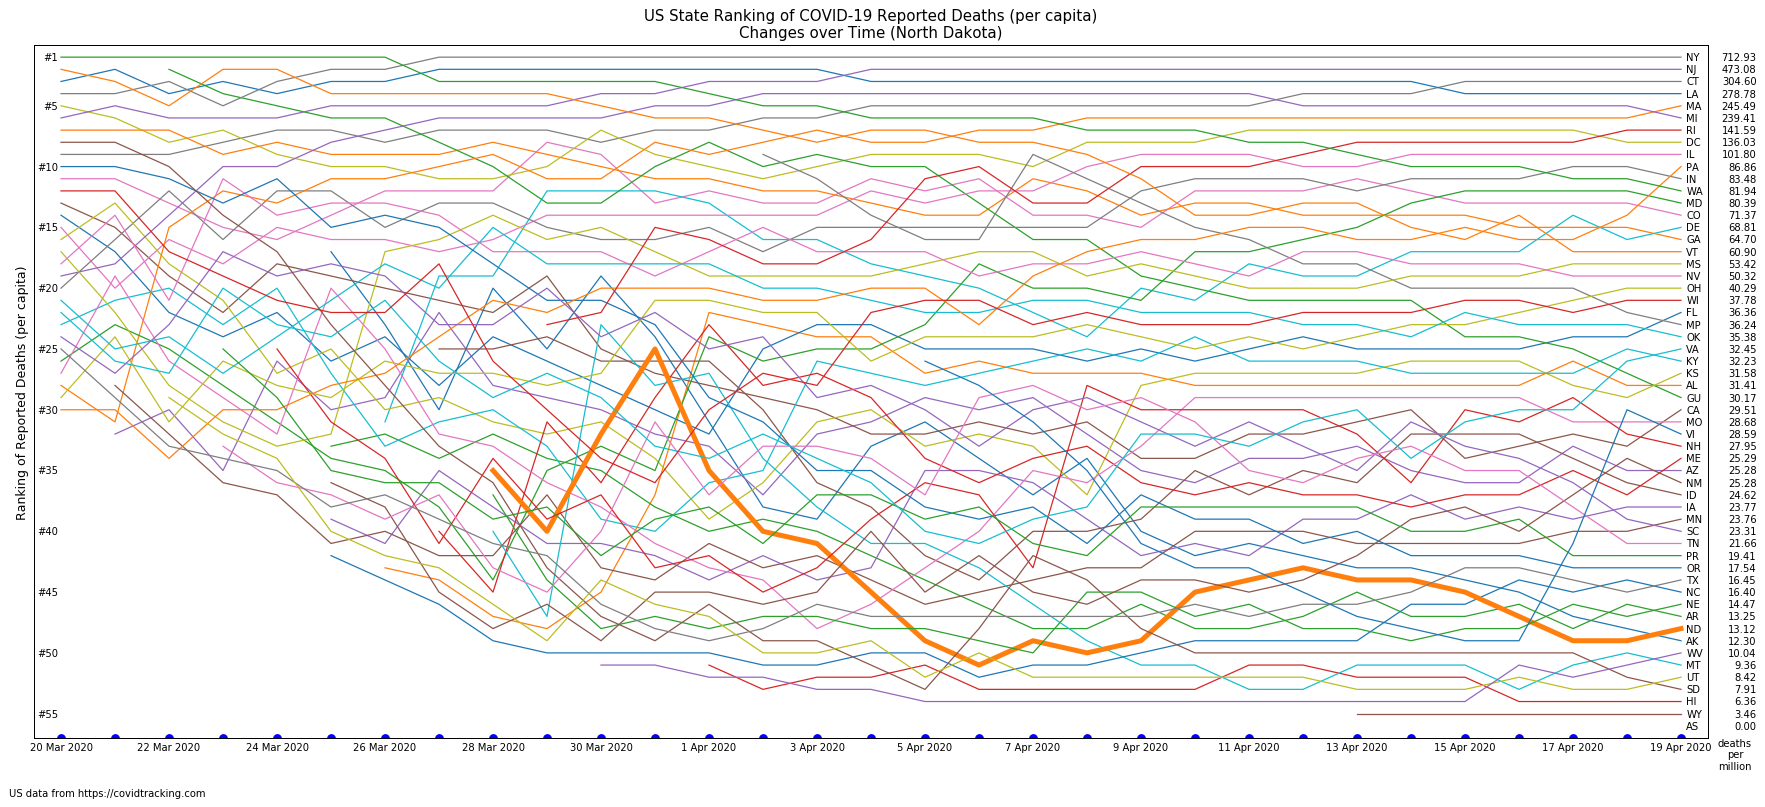 US State Ranking of COVID-19 Reported Deaths (per capita)
Changes over Time (North Dakota)
Ranking of Reported Deaths (per capita)
#1
#5
#10
#15
#20
#25
#30
#35
#40
#45
#50
#55
NY 712.93
NJ 473.08
CT 304.60
LA 278.78
MA 245.49
MI 239.41
RI 141.59
DC 136.03
IL 101.80
PA 86.86
IN 83.48
WA 81.94
MD 80.39
CO 71.37
DE 68.81
GA 64.70
VT 60.90
MS 53.42
NV 50.32
OH 40.29
WI 37.78
FL 36.36
MP 36.24
OK 35.38
VA 32.45
KY 32.23
KS 31.58
AL 31.41
GU 30.17
CA 29.51
MO 28.68
VI 28.59
NH 27.95
ME 25.29
AZ 25.28
NM 25.28
ID 24.62
IA 23.77
MN 23.76
SC 23.31
TN 21.66
PR 19.41
OR 17.54
TX 16.45
NC 16.40
NE 14.47
AR 13.25
ND 13.12
AK 12.30
WV 10.04
MT 9.36
UT 8.42
SD 7.91
HI 6.36
WY 3.46
AS 0.00
20 Mar 2020
22 Mar 2020
24 Mar 2020
26 Mar 2020
28 Mar 2020
30 Mar 2020
1 Apr 2020
3 Apr 2020
5 Apr 2020
7 Apr 2020
9 Apr 2020
11 Apr 2020
13 Apr 2020
15 Apr 2020
17 Apr 2020
19 Apr 2020
deaths
per
million
US data from https://covidtracking.com